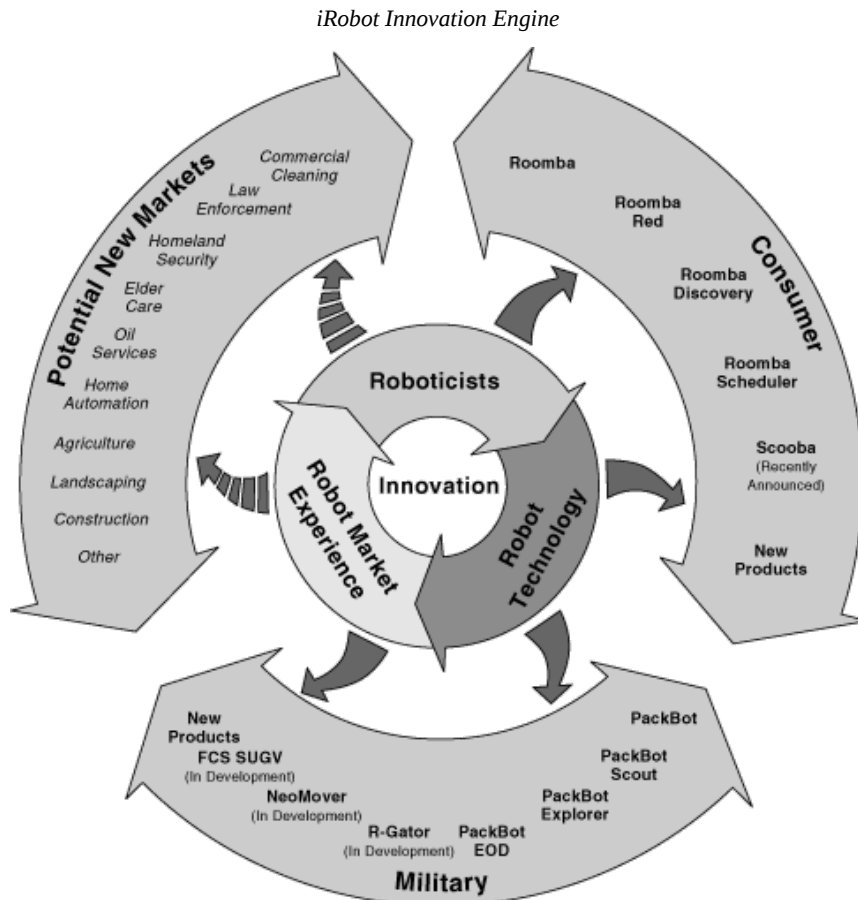 iRobot Innovation Engine
Potential New Markets
Commercial
Cleaning
Law
Enforcement
Homeland
Security
Elder
Care
Oil
Services
Home
Automation
Agriculture
Landscaping
Construction
Other
Consumer
Roomba
Roomba
Red
Roomba
Discovery
Roomba
Scheduler
Scooba
(Recently
Announced)
New
Products
Roboticists
Innovation
Robot Market
Experience
Robot
Technology
New
Products
FCS SUGV
(In Development)
NeoMover
(In Development)
R-Gator
(In Development)
PackBot
EOD
PackBot
Explorer
PackBot
Scout
PackBot
Military